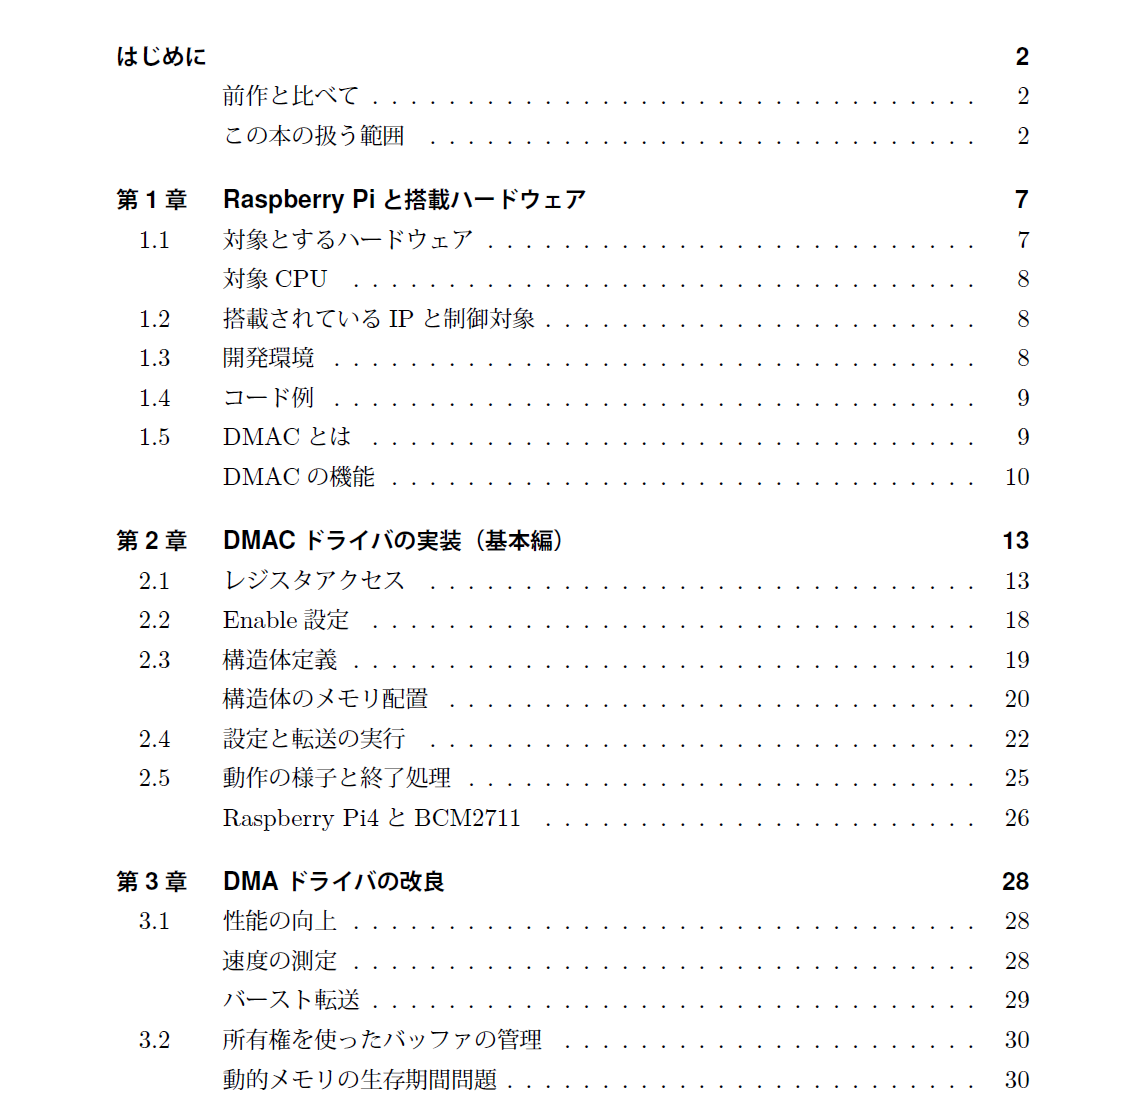 はじめに 2
前作と比べて . . . . . . . . . . . . . . . . . . . . . . . . . . . . . . . . 2
この本の扱う範囲 . . . . . . . . . . . . . . . . . . . . . . . . . . . . . 2
第 1 章 Raspberry Pi と搭載ハードウェア 7
1.1 対象とするハードウェア . . . . . . . . . . . . . . . . . . . . . . . . . . 7
対象 CPU . . . . . . . . . . . . . . . . . . . . . . . . . . . . . . . . . 8
1.2 搭載されている IP と制御対象 . . . . . . . . . . . . . . . . . . . . . . . 8
1.3 開発環境 . . . . . . . . . . . . . . . . . . . . . . . . . . . . . . . . . . 8
1.4 コード例 . . . . . . . . . . . . . . . . . . . . . . . . . . . . . . . . . . 9
1.5 DMAC とは . . . . . . . . . . . . . . . . . . . . . . . . . . . . . . . . 9
DMAC の機能 . . . . . . . . . . . . . . . . . . . . . . . . . . . . . . . 10
第 2 章 DMAC ドライバの実装（基本編） 13
2.1 レジスタアクセス . . . . . . . . . . . . . . . . . . . . . . . . . . . . . 13
2.2 Enable 設定 . . . . . . . . . . . . . . . . . . . . . . . . . . . . . . . . 18
2.3 構造体定義 . . . . . . . . . . . . . . . . . . . . . . . . . . . . . . . . . 19
構造体のメモリ配置 . . . . . . . . . . . . . . . . . . . . . . . . . . . . 20
2.4 設定と転送の実行 . . . . . . . . . . . . . . . . . . . . . . . . . . . . . 22
2.5 動作の様子と終了処理 . . . . . . . . . . . . . . . . . . . . . . . . . . . 25
Raspberry Pi4 と BCM2711 . . . . . . . . . . . . . . . . . . . . . . . 26
第 3 章 DMA ドライバの改良 28
3.1 性能の向上 . . . . . . . . . . . . . . . . . . . . . . . . . . . . . . . . . 28
速度の測定 . . . . . . . . . . . . . . . . . . . . . . . . . . . . . . . . . 28
バースト転送 . . . . . . . . . . . . . . . . . . . . . . . . . . . . . . . . 29
3.2 所有権を使ったバッファの管理 . . . . . . . . . . . . . . . . . . . . . . 30
動的メモリの生存期間問題 . . . . . . . . . . . . . . . . . . . . . . . . . 30